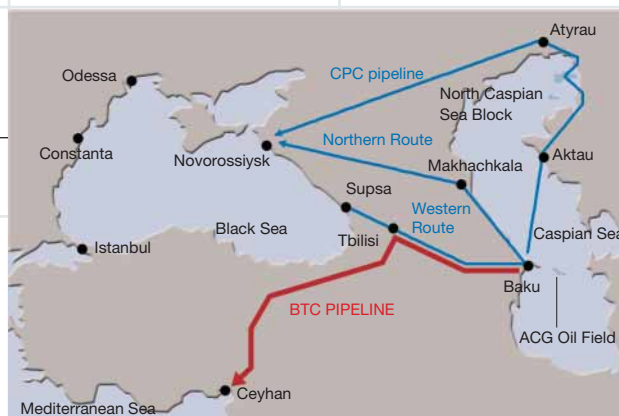 Atyrau
CPC pipeline
Odessa
North Caspian
Sea Block
Northern Route
Constanta
Novorossiysk
Makhachkala
Aktau
Supsa
Western
Route
Black Sea
Tbilisi
Caspian Sea
Istanbul
Baku
BTC PIPELINE
ACG Oil Field
Ceyhan
Mediterranean Sea